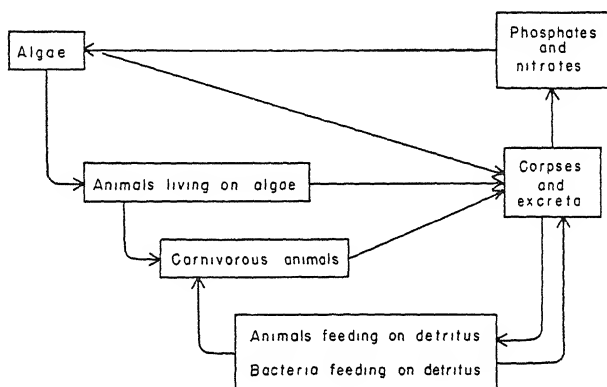 Phosphates
and
nitrates
Algae
Corpses
and
excreta
Animals living on algae
Carnivorous animals
Animals feeding on detritus
Bacteria feeding on detritus